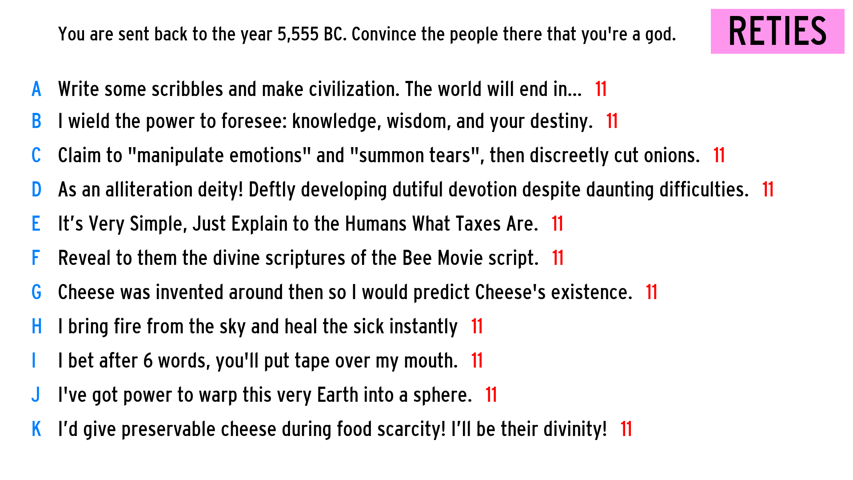 You are sent back to the year 5,555 BC. Convince the people there that you're a god.
RETIES
A Write some scribbles and make civilization. The world will end in... 11
B I wield the power to foresee: knowledge, wisdom, and your destiny. 11
C Claim to "manipulate emotions" and "summon tears", then discreetly cut onions. 11
D As an alliteration deity! Deftly developing dutiful devotion despite daunting difficulties. 11
E It’s Very Simple, Just Explain to the Humans What Taxes Are. 11
F Reveal to them the divine scriptures of the Bee Movie script. 11
G Cheese was invented around then so I would predict Cheese's existence. 11
H I bring fire from the sky and heal the sick instantly 11
I I bet after 6 words, you'll put tape over my mouth. 11
J I've got power to warp this very Earth into a sphere. 11
K I’d give preservable cheese during food scarcity! I’ll be their divinity! 11